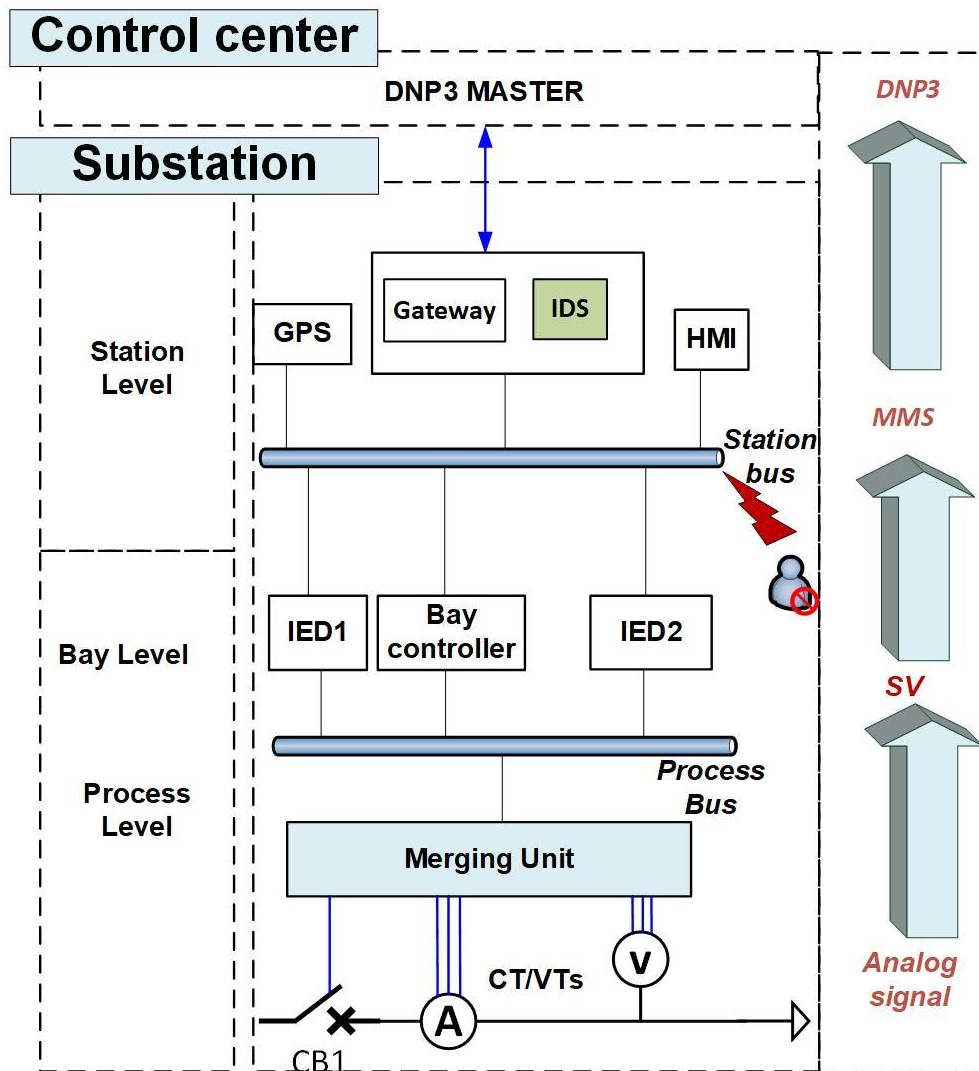 Control center
DNP3 MASTER
DNP3
Substation
Gateway
IDS
GPS
HMI
Station
Level
MMS
Station
bus
IED1
Bay
controller
IED2
Bay Level
SV
Process
Bus
Process
Level
Merging Unit
v
CT/VTs
Analog
signal
A
CB1